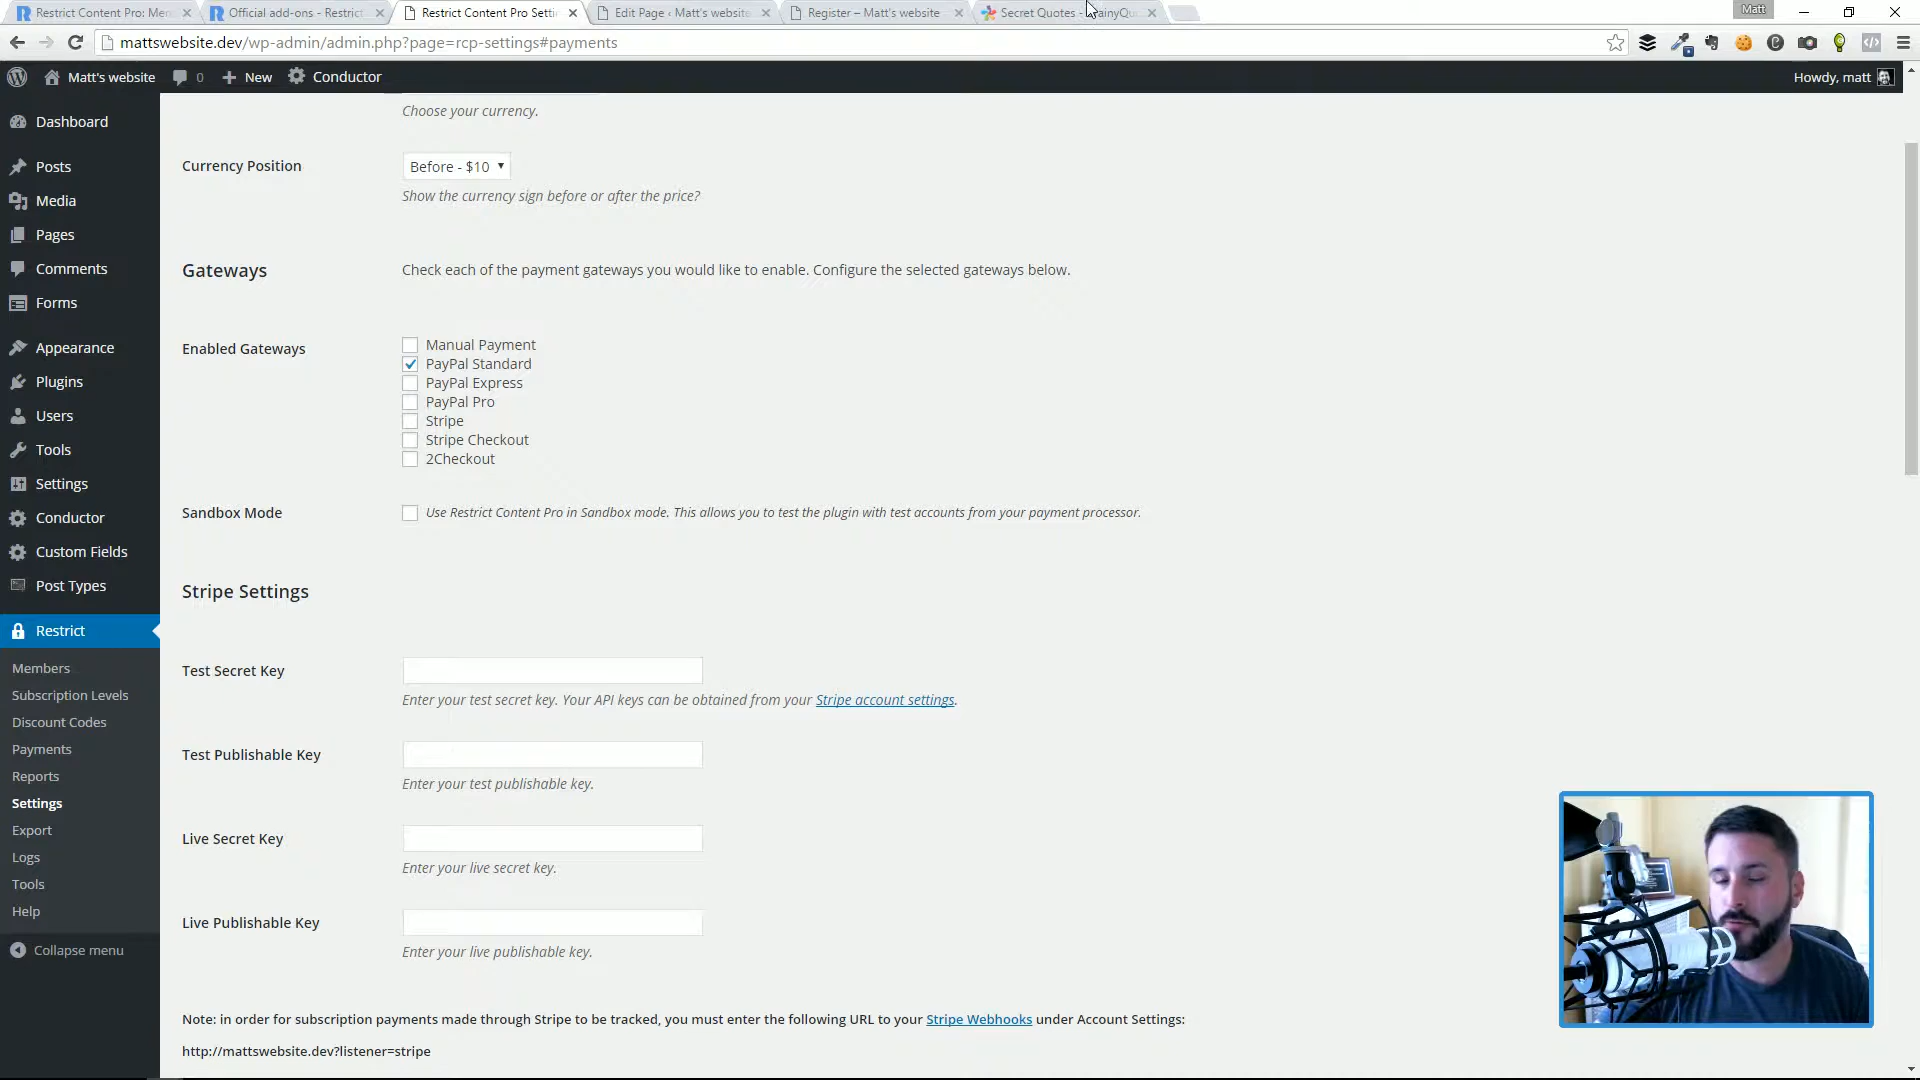 Restrict Content Pro: Mem
Official add-ons - Restrict
Restrict Content Pro Setti
Edit Page ‹ Matt's website
Register – Matt's website
Secret Quotes -
Matt
mattswebsite.dev/wp-admin/admin.php?page=rcp-settings#payments
Matt's website
0
New
Conductor
Howdy, matt
Dashboard
Posts
Media
Pages
Comments
Forms
Appearance
Plugins
Users
Tools
Settings
Conductor
Custom Fields
Post Types
Restrict
Members
Subscription Levels
Discount Codes
Payments
Reports
Settings
Export
Logs
Tools
Help
Collapse menu
Choose your currency.
Currency Position
Before - $10
Show the currency sign before or after the price?
Gateways
Check each of the payment gateways you would like to enable. Configure the selected gateways below.
Enabled Gateways
Manual Payment
PayPal Standard
PayPal Express
PayPal Pro
Stripe
Stripe Checkout
2Checkout
Sandbox Mode
Use Restrict Content Pro in Sandbox mode. This allows you to test the plugin with test accounts from your payment processor.
Stripe Settings
Test Secret Key
Enter your test secret key. Your API keys can be obtained from your Stripe account settings.
Test Publishable Key
Enter your test publishable key.
Live Secret Key
Enter your live secret key.
Live Publishable Key
Enter your live publishable key.
Note: in order for subscription payments made through Stripe to be tracked, you must enter the following URL to your Stripe Webhooks under Account Settings:
http://mattswebsite.dev?listener=stripe